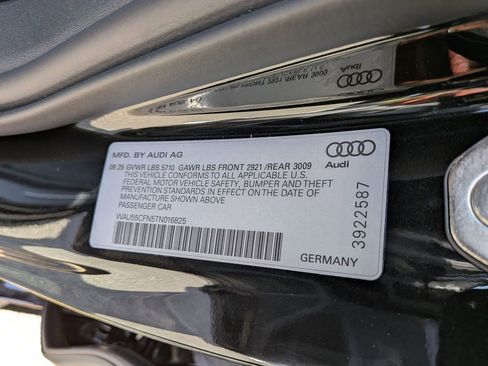 MFD. BY AUDI AG
09.25 GVWR LBS 5710 GAWR LBS FRONT 2921 /REAR 3009
THIS VEHICLE CONFORMS TO ALL APPLICABLE U.S.
FEDERAL MOTOR VEHICLE SAFETY, BUMPER AND THEFT
PREVENTION STANDARDS IN EFFECT ON THE DATE OF
MANUFACTURE SHOWN ABOVE.
PASSENGER CAR
WAU55CFN5TN016825
GERMANY
Audi
3922587